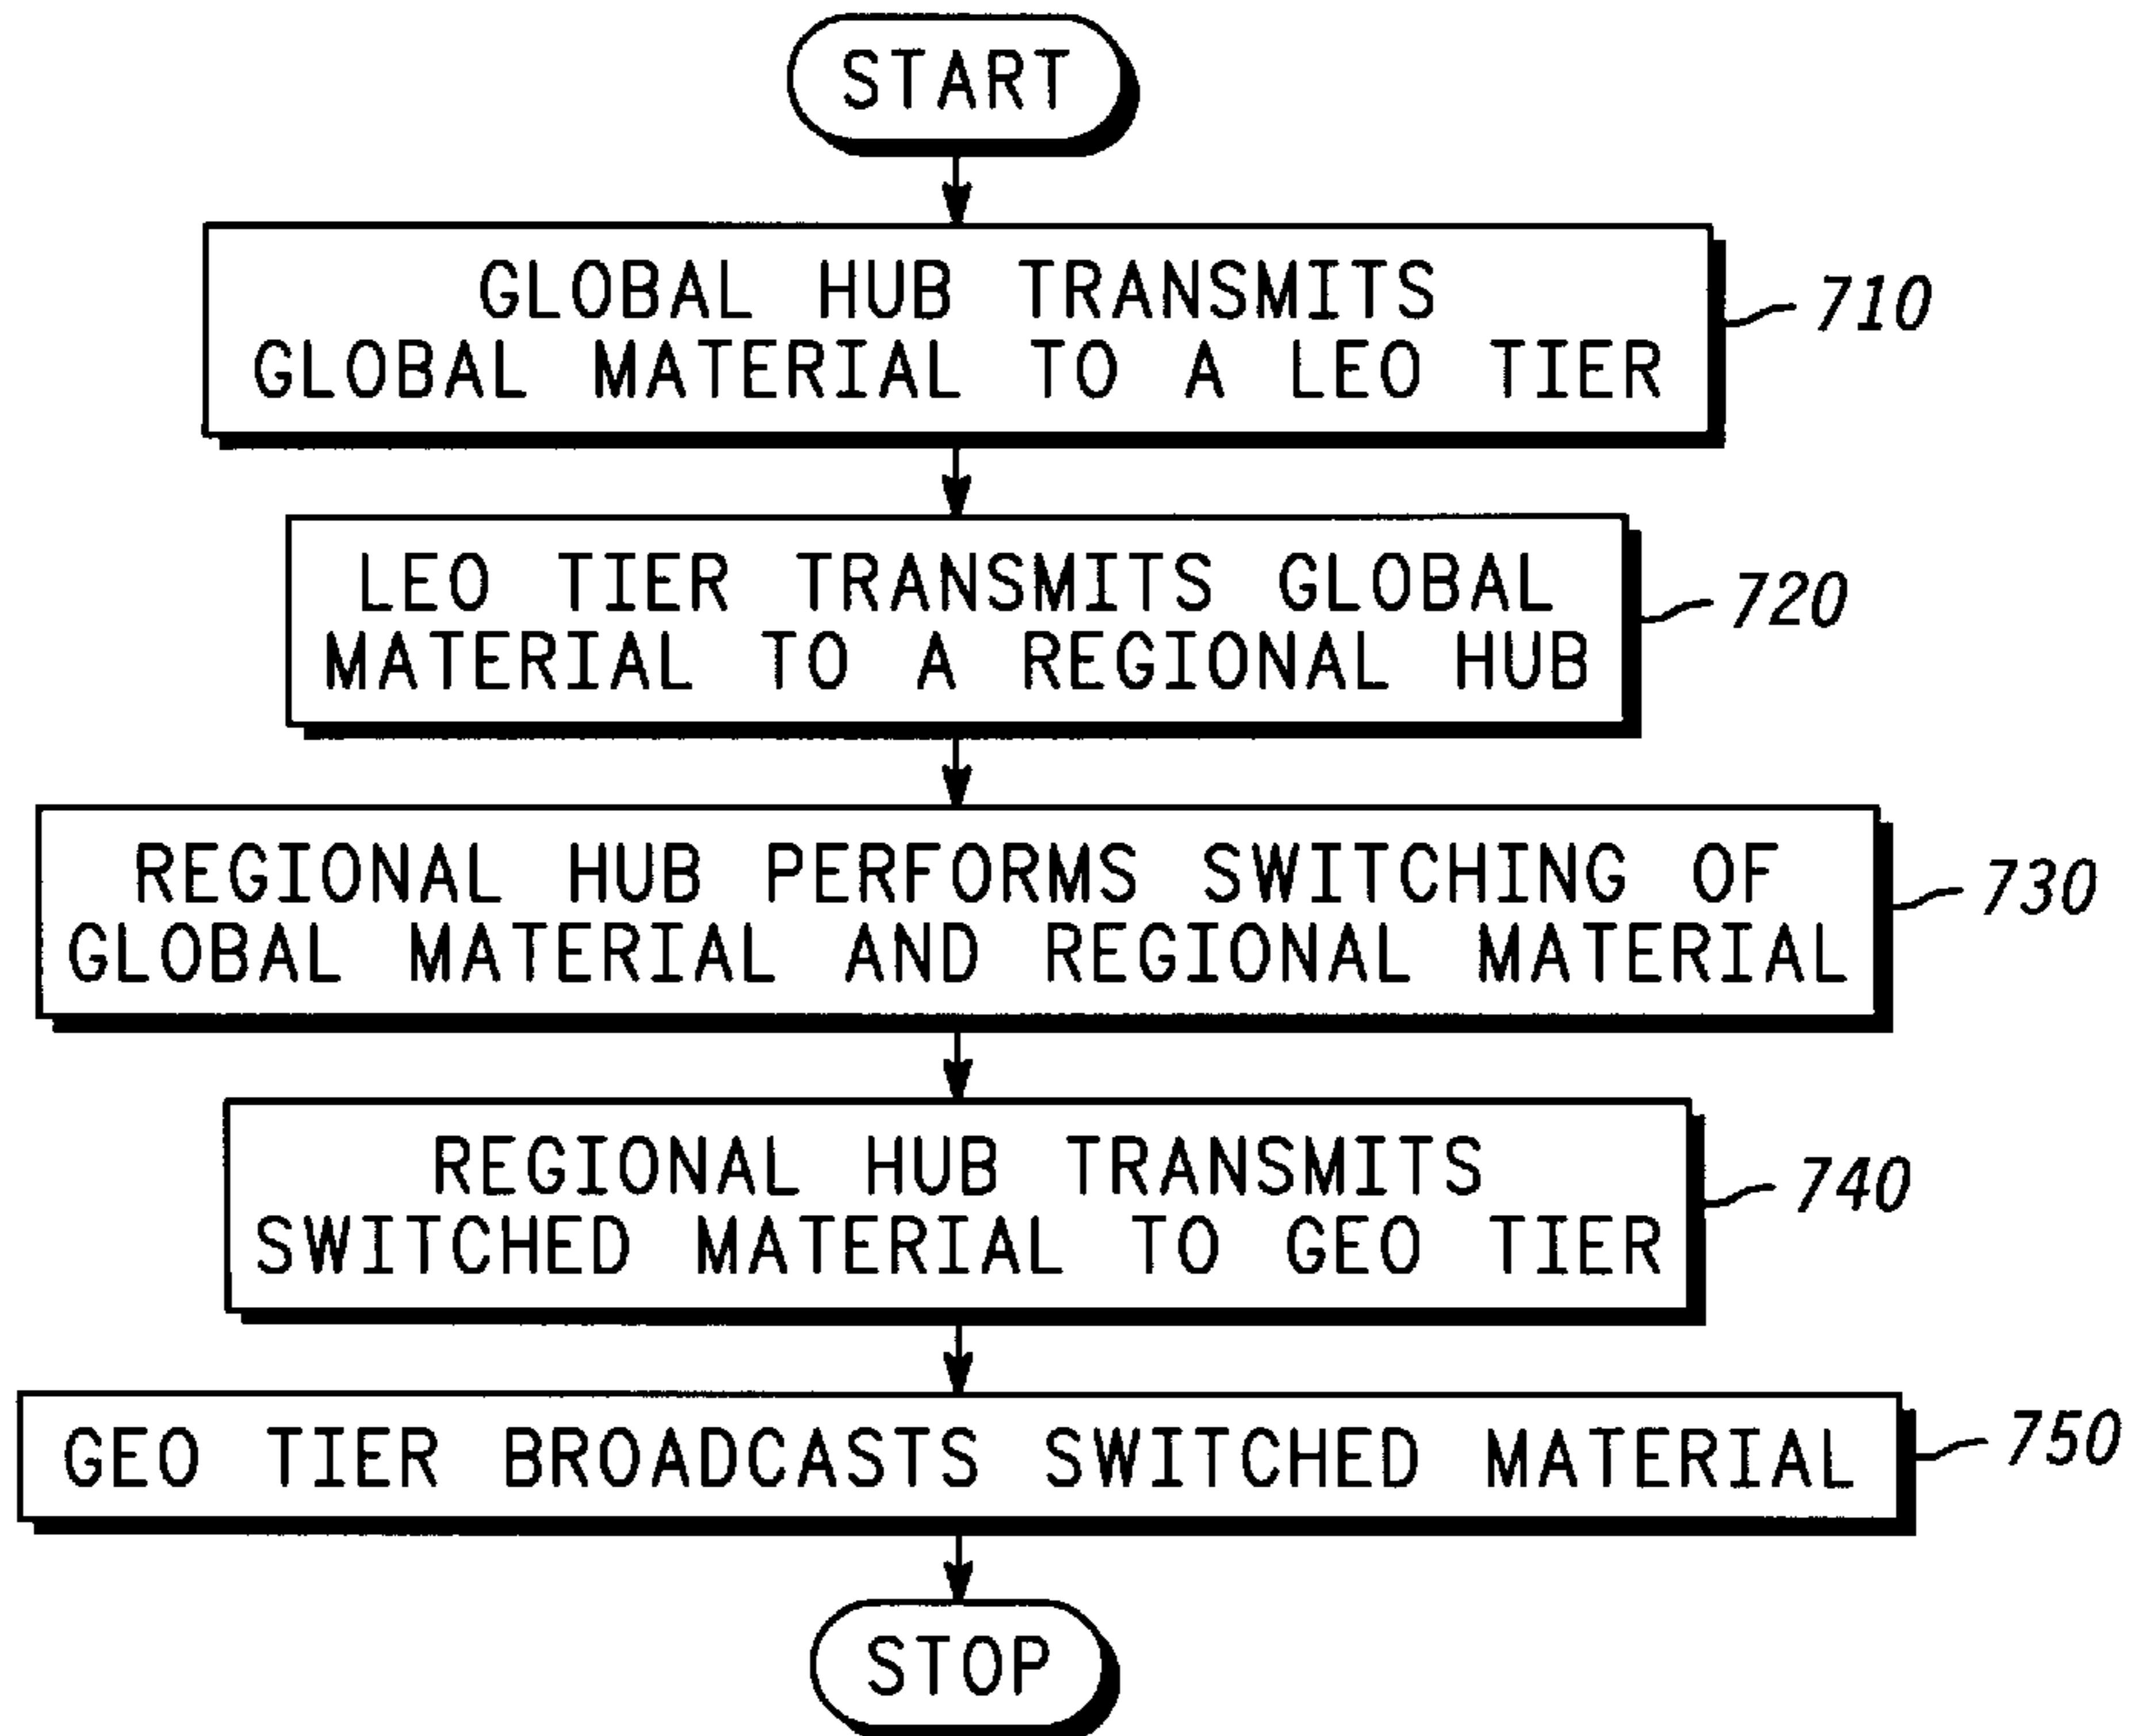 START
GLOBAL HUB TRANSMITS
GLOBAL MATERIAL TO A LEO TIER
710
LEO TIER TRANSMITS GLOBAL
MATERIAL TO A REGIONAL HUB
720
REGIONAL HUB PERFORMS SWITCHING OF
GLOBAL MATERIAL AND REGIONAL MATERIAL
730
REGIONAL HUB TRANSMITS
SWITCHED MATERIAL TO GEO TIER
740
GEO TIER BROADCASTS SWITCHED MATERIAL
750
STOP